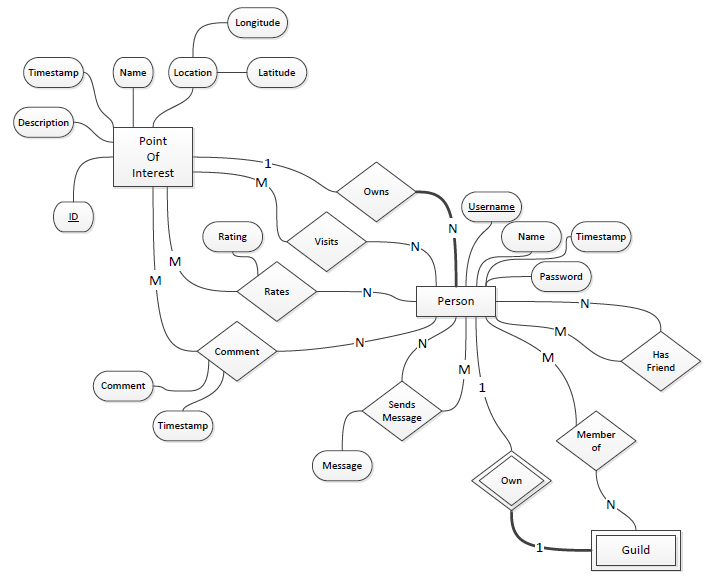 Longitude
Timestamp
Name
Location
Latitude
Description
Point
Of
Interest
1
M
Owns
ID
Username
Rating
Visits
N
N
Name
Timestamp
M
M
Rates
N
Password
Person
N
Comment
N
N
M
M
Has
Friend
M
1
Comment
Timestamp
Sends
Message
Message
Member
of
Own
N
1
Guild